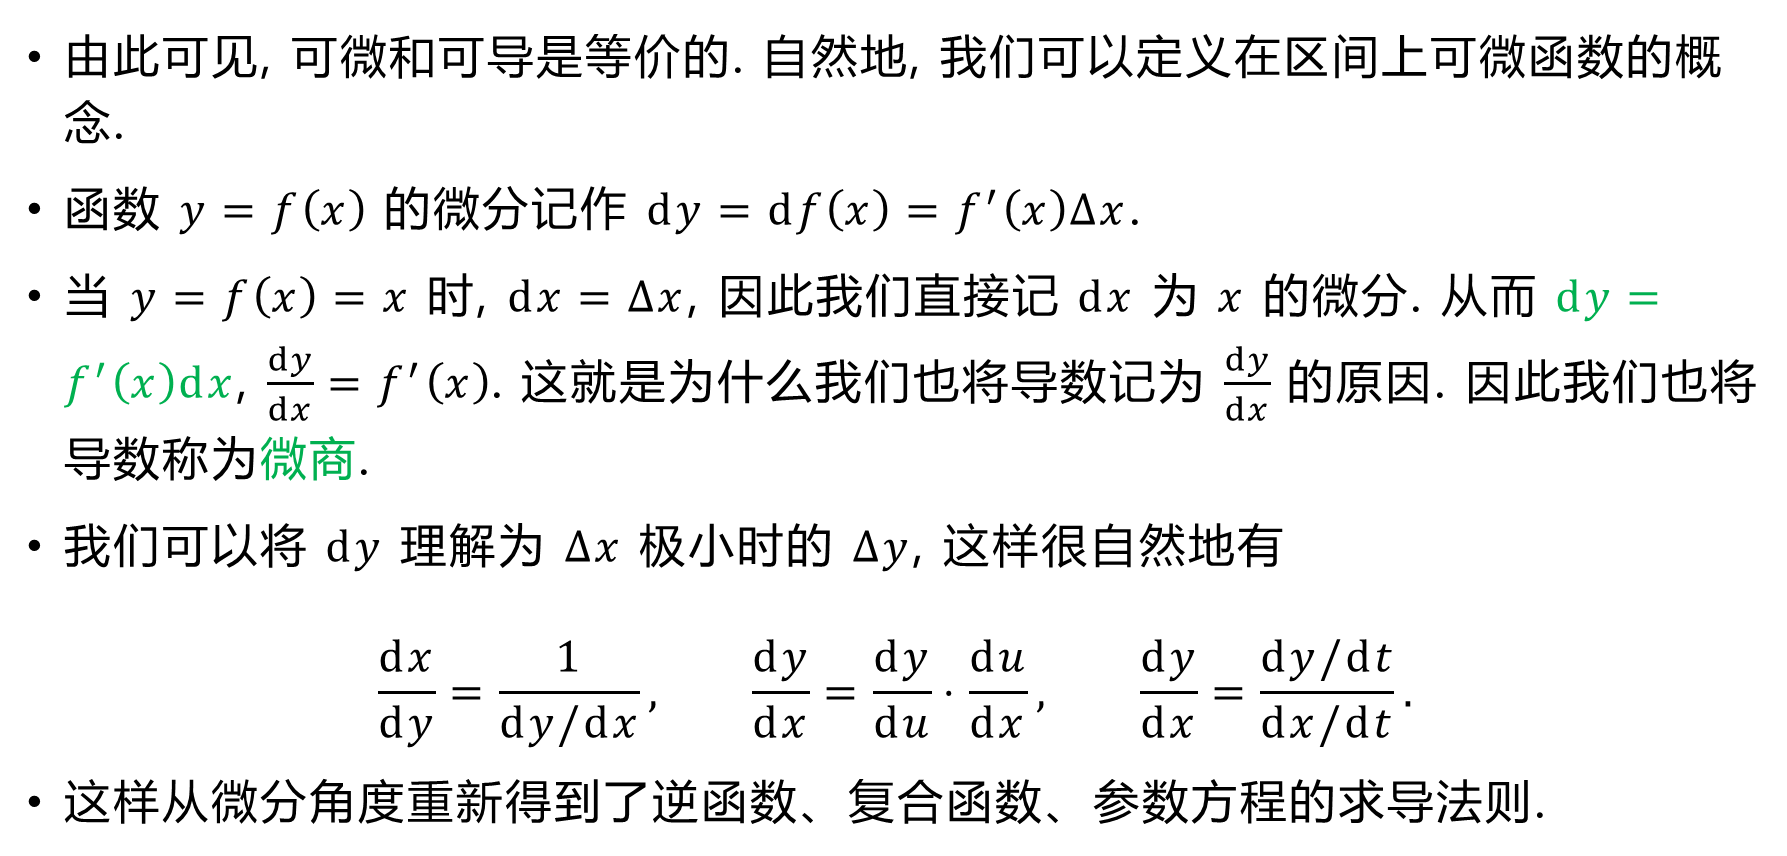 • 由此可见, 可微和可导是等价的. 自然地, 我们可以定义在区间上可微函数的概
念.
• 函数 y = f(x) 的微分记作 dy = df(x) = f′(x)Δx.
• 当 y = f(x) = x 时, dx = Δx, 因此我们直接记 dx 为 x 的微分. 从而 dy =
f′(x)dx, dy/dx = f′(x). 这就是为什么我们也将导数记为 dy/dx 的原因. 因此我们也将
导数称为微商.
• 我们可以将 dy 理解为 Δx 极小时的 Δy, 这样很自然地有
dx/dy = 1/(dy/dx), dy/dx = dy/du · du/dx, dy/dx = (dy/dt)/(dx/dt).
• 这样从微分角度重新得到了逆函数、复合函数、参数方程的求导法则.